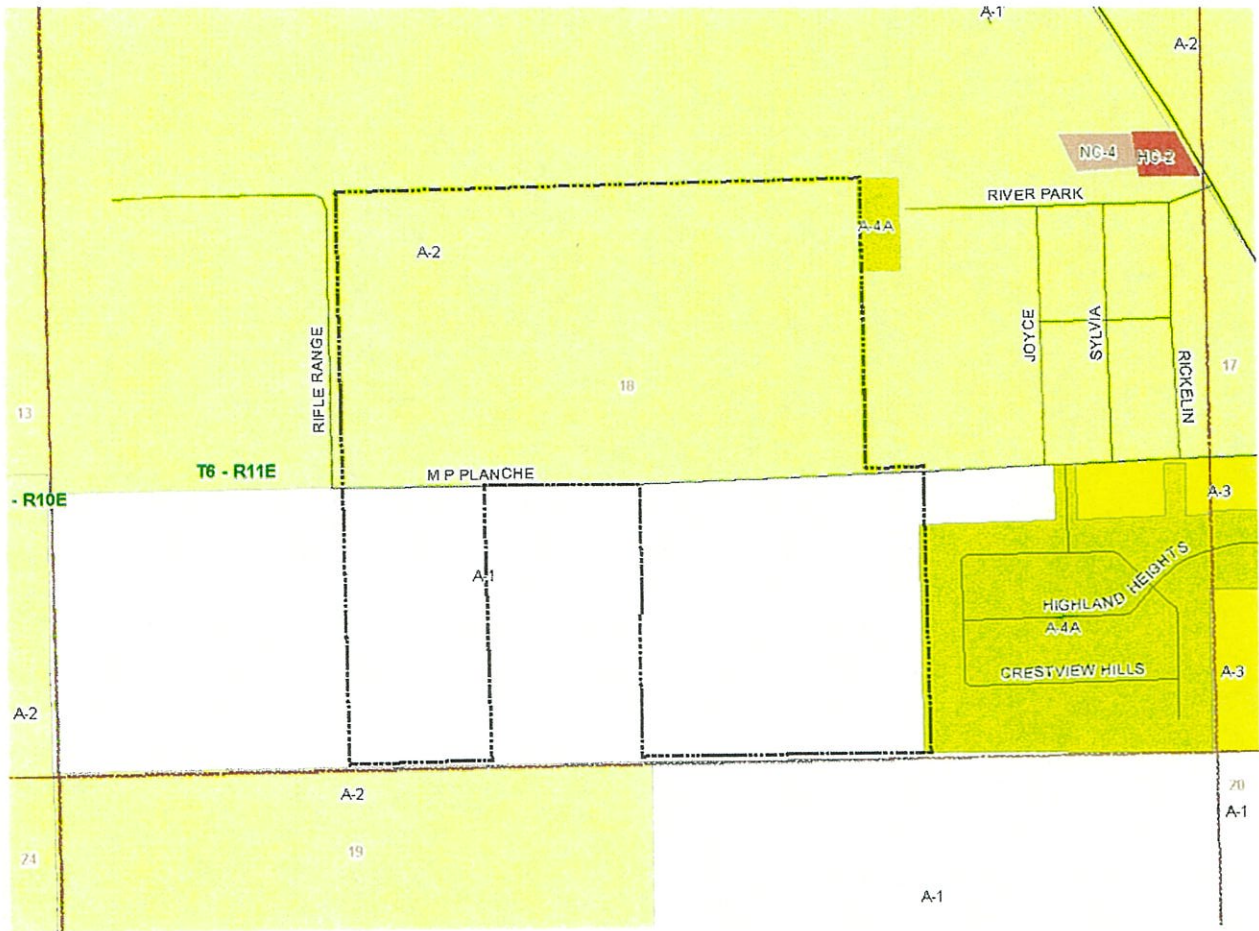 A-1
A-2
NC-4
HC-2
RIVER PARK
A-4A
A-2
JOYCE
SYLVIA
RICKELIN
RIFLE RANGE
17
18
13
T6 - R11E
M P PLANCHE
- R10E
A-3
A-1
HIGHLAND HEIGHTS
A-4A
CRESTVIEW HILLS
A-3
A-2
20
A-2
A-1
19
24
A-1